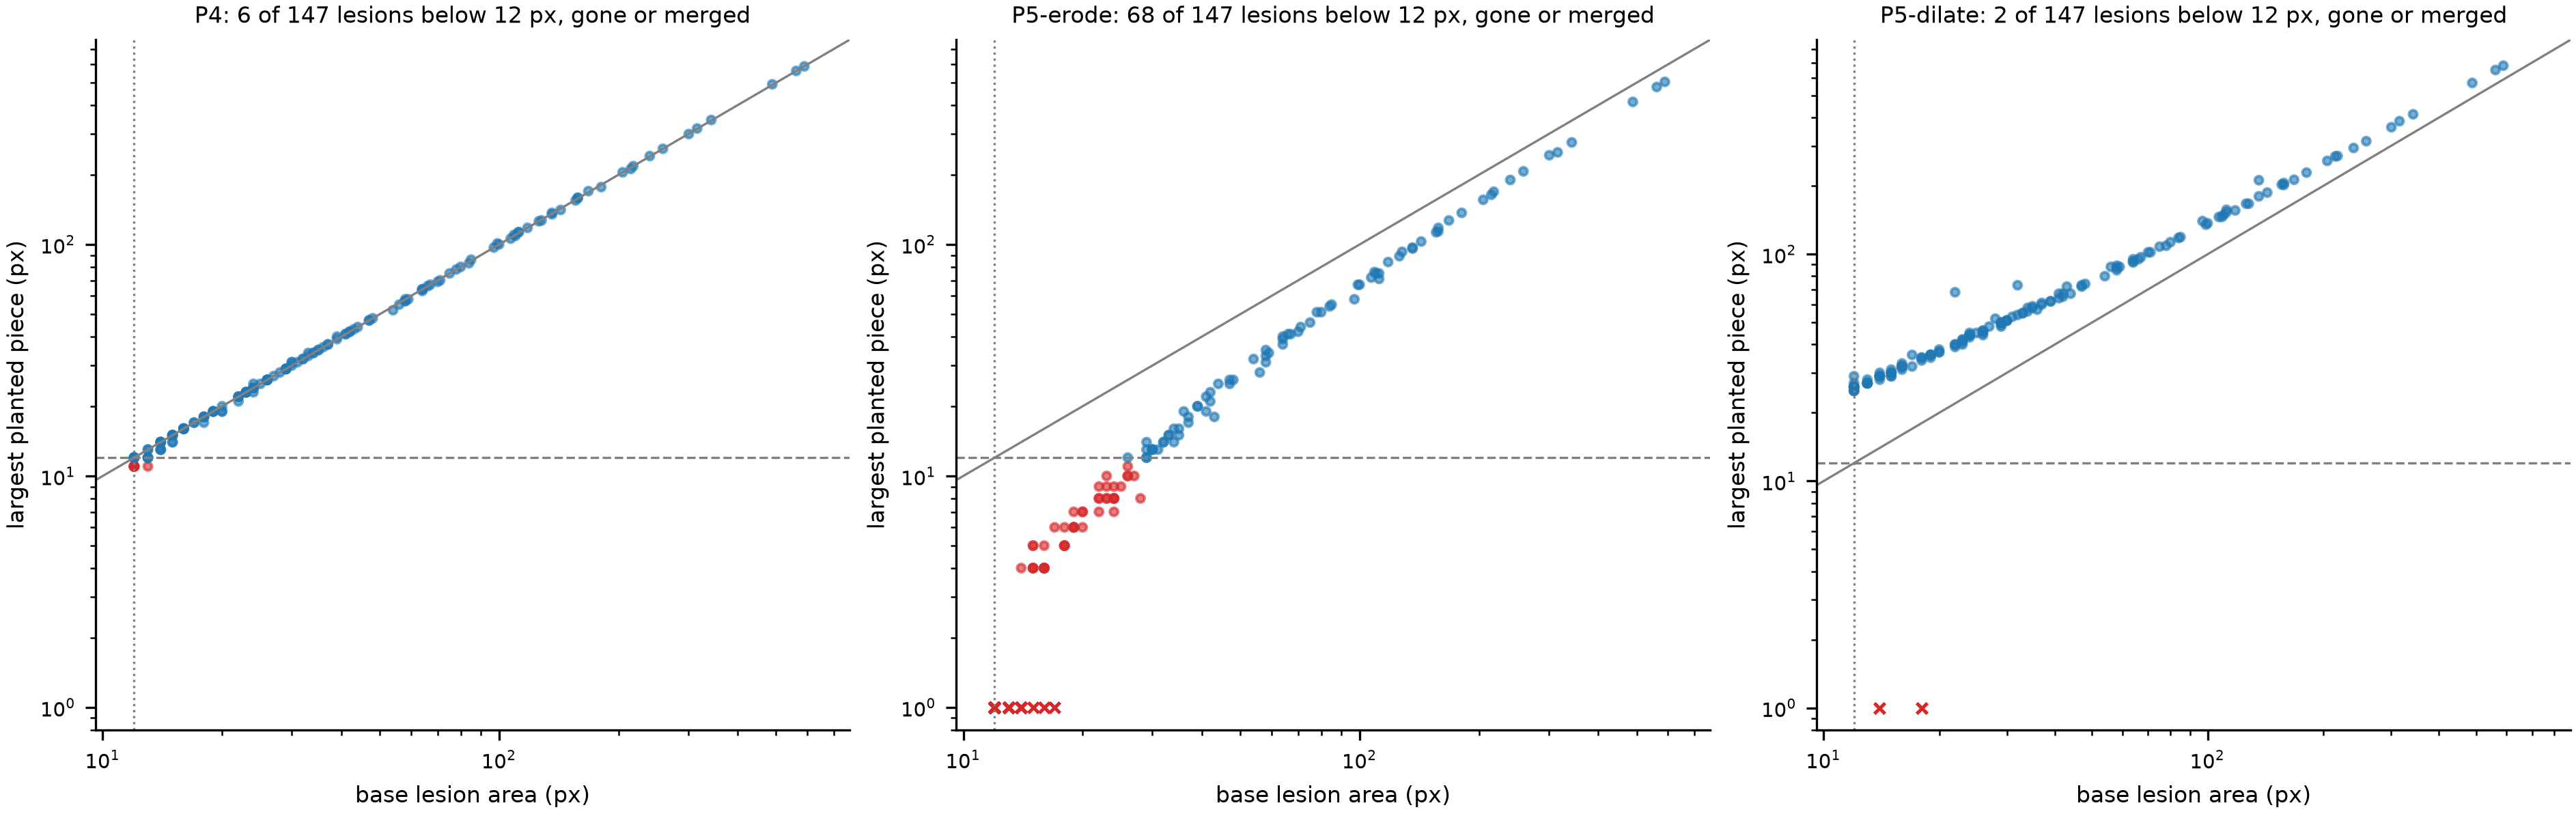 P4: 6 of 147 lesions below 12 px, gone or merged
largest planted piece (px)
10²
10¹
10⁰
10¹
10²
base lesion area (px)
P5-erode: 68 of 147 lesions below 12 px, gone or merged
largest planted piece (px)
10²
10¹
10⁰
10¹
10²
base lesion area (px)
P5-dilate: 2 of 147 lesions below 12 px, gone or merged
largest planted piece (px)
10²
10¹
10⁰
10¹
10²
base lesion area (px)